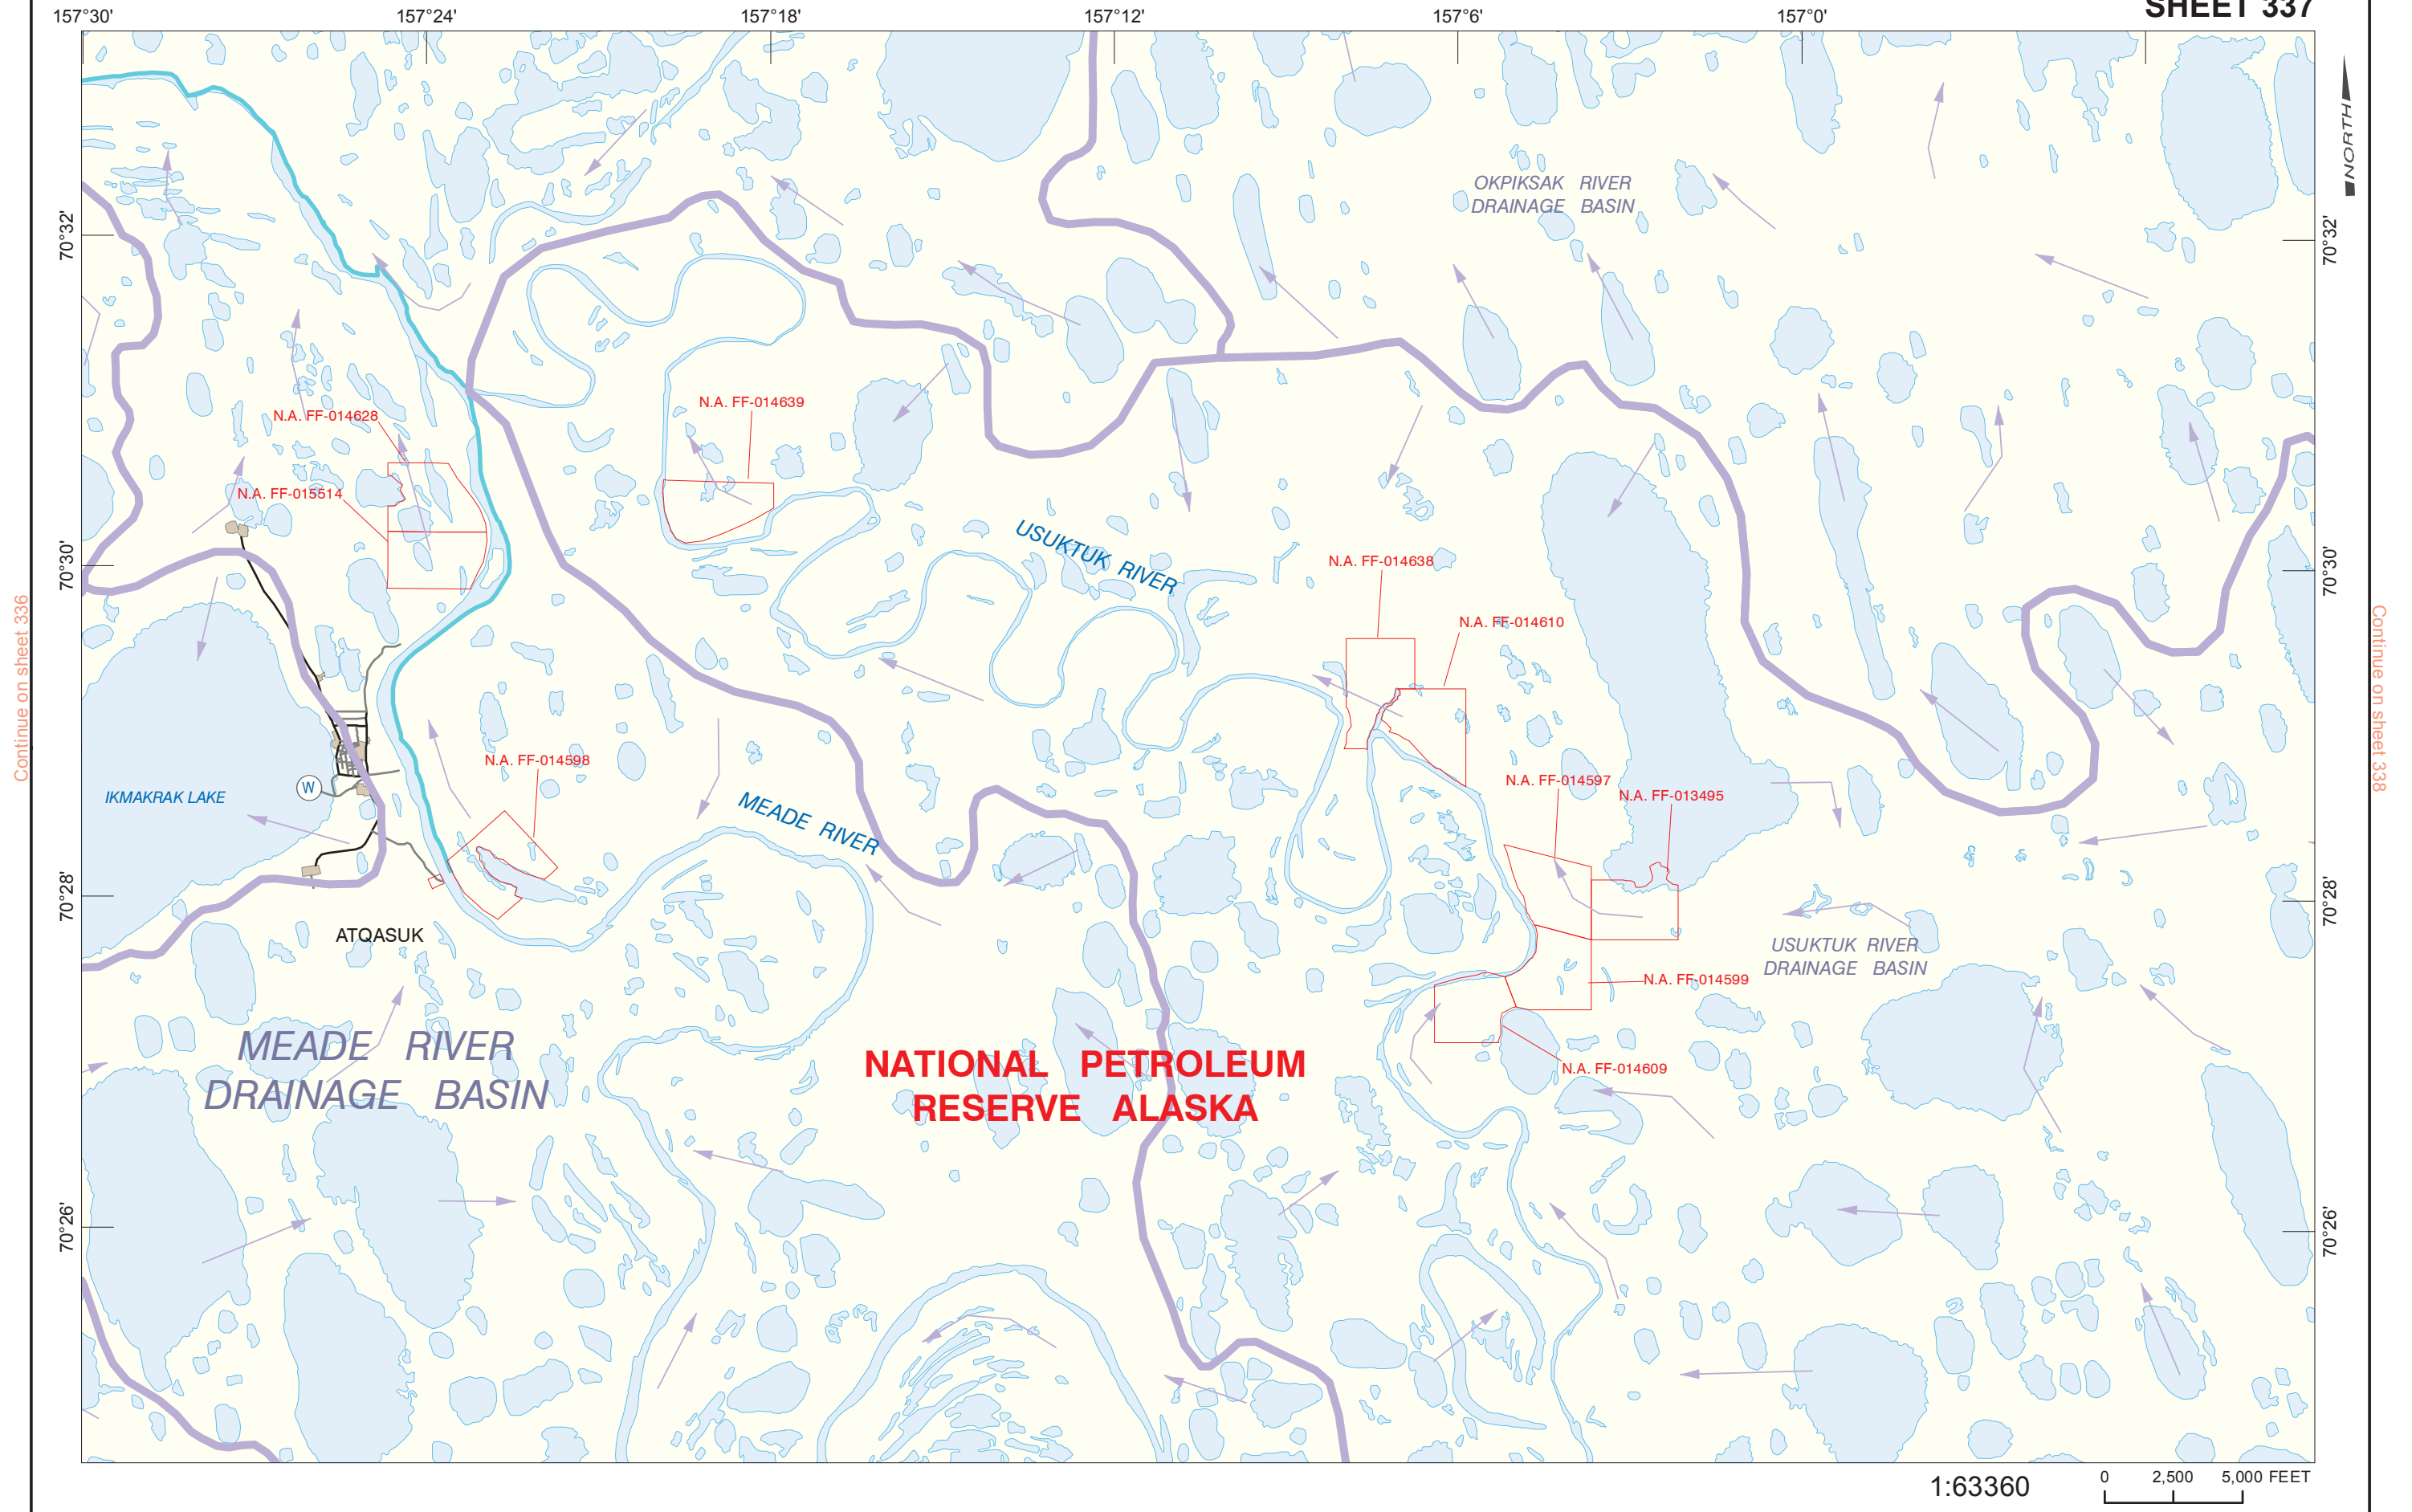 SHEET 337
157°30'
157°24'
157°18'
157°12'
157°6'
157°0'
NORTH
OKPIKSAK RIVER
DRAINAGE BASIN
70°32'
70°32'
N.A. FF-014639
N.A. FF-014628
N.A. FF-015514
USUKTUK RIVER
70°30'
70°30'
N.A. FF-014638
N.A. FF-014610
Continue on sheet 336
Continue on sheet 338
N.A. FF-014598
N.A. FF-014597
N.A. FF-013495
W
IKMAKRAK LAKE
MEADE RIVER
70°28'
70°28'
ATQASUK
USUKTUK RIVER
DRAINAGE BASIN
N.A. FF-014599
MEADE RIVER
DRAINAGE BASIN
NATIONAL PETROLEUM
RESERVE ALASKA
N.A. FF-014609
70°26'
70°26'
1:63360
0 2,500 5,000 FEET